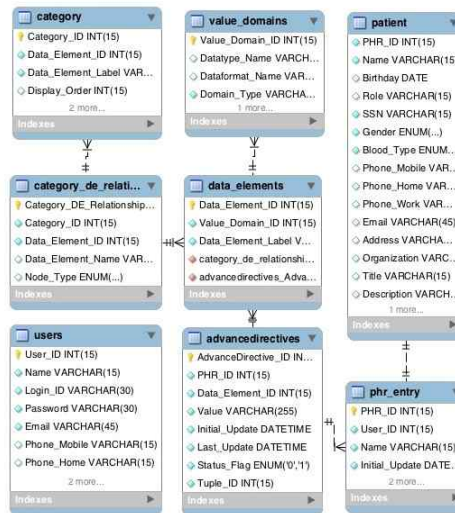 category
Category_ID INT(15)
Data_Element_ID INT(15)
Data_Element_Label VAR...
Display_Order INT(15)
2 more...
Indexes
value_domains
Value_Domain_ID INT(15)
Datatype_Name VARCH...
Dataformat_Name VAR...
Domain_Type VARCHA...
1 more...
Indexes
patient
PHR_ID INT(15)
Name VARCHAR(15)
Birthday DATE
Role VARCHAR(15)
SSN VARCHAR(15)
Gender ENUM(...)
Blood_Type ENUM...
Phone_Mobile VAR...
Phone_Home VAR...
Phone_Work VAR...
Email VARCHAR(45)
Address VARCHA...
Organization VARC...
Title VARCHAR(15)
Description VARCH...
1 more...
Indexes
category_de_relati...
Category_DE_Relationship...
Category_ID INT(15)
Data_Element_ID INT(15)
Data_Element_Name VAR...
Node_Type ENUM(...)
Indexes
data_elements
Data_Element_ID INT(15)
Value_Domain_ID INT(15)
Data_Element_Label V...
category_de_relationshi...
advancedirectives_Adva...
Indexes
users
User_ID INT(15)
Name VARCHAR(15)
Login_ID VARCHAR(30)
Password VARCHAR(30)
Email VARCHAR(45)
Phone_Mobile VARCHAR(15)
Phone_Home VARCHAR(15)
2 more...
Indexes
advancedirectives
AdvanceDirective_ID IN...
PHR_ID INT(15)
Data_Element_ID INT(15)
Value VARCHAR(255)
Initial_Update DATETIME
Last_Update DATETIME
Status_Flag ENUM('0','1')
Tuple_ID INT(15)
Indexes
phr_entry
PHR_ID INT(15)
User_ID INT(15)
Name VARCHAR(15)
Initial_Update DATE...
2 more...
Indexes